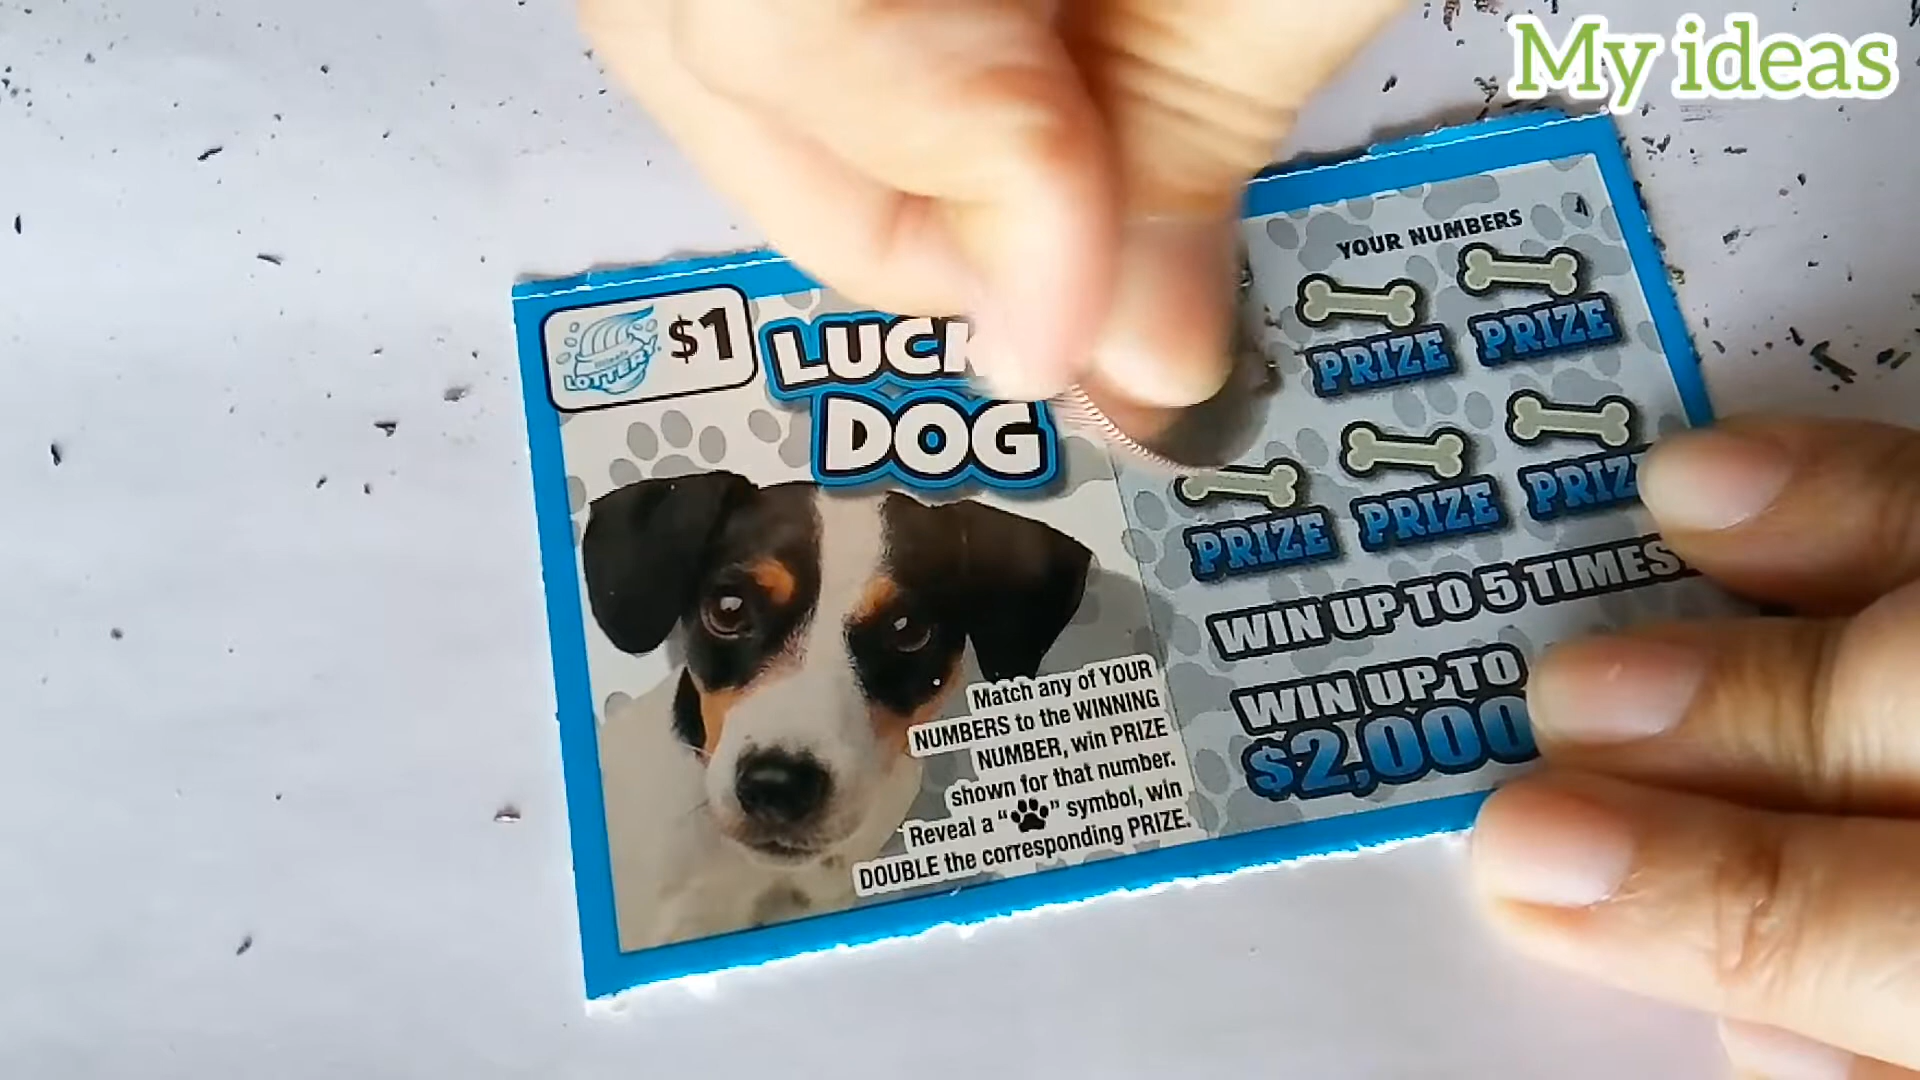 My ideas
LOTTERY
$1
LUCK
DOG
Match any of YOUR
NUMBERS to the WINNING
NUMBER, win PRIZE
shown for that number.
Reveal a " " symbol, win
DOUBLE the corresponding PRIZE.
YOUR NUMBERS
PRIZE PRIZE
PRIZE PRIZE PRIZ
WIN UP TO 5 TIMES
WIN UP TO
$2,000